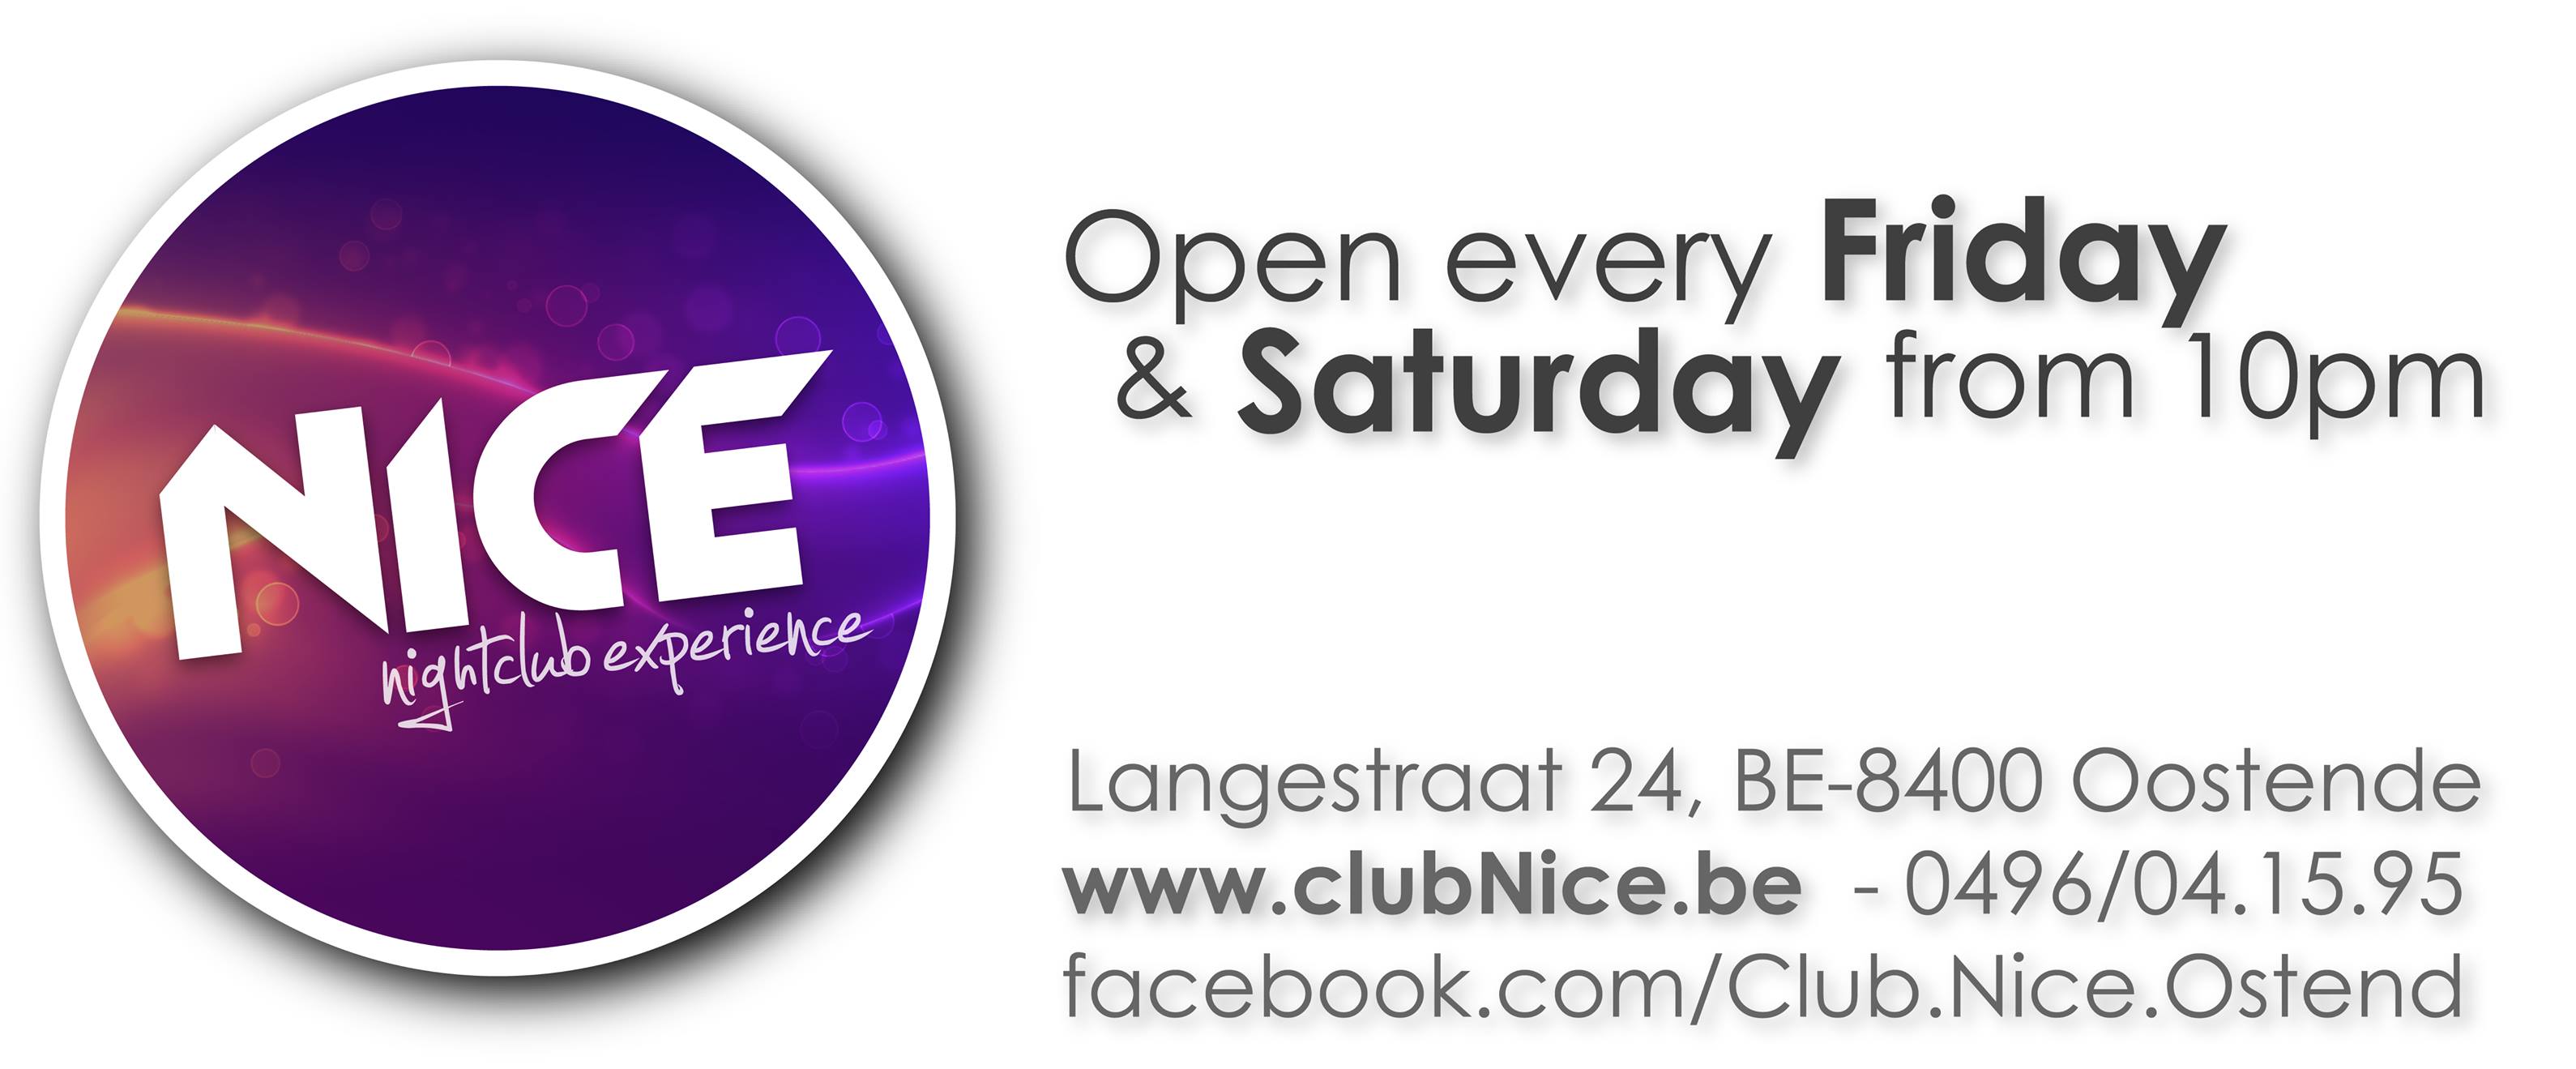 NICE
nightclub experience
Open every Friday
& Saturday from 10pm
Langestraat 24, BE-8400 Oostende
www.clubNice.be - 0496/04.15.95
facebook.com/Club.Nice.Ostend